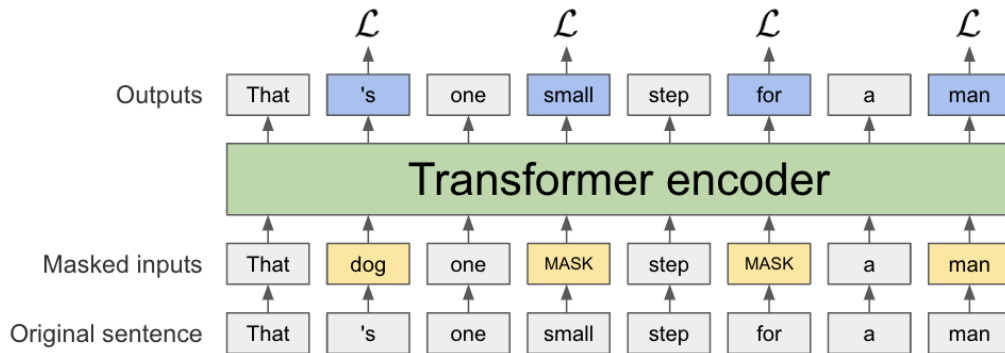 ℒ ℒ ℒ ℒ
Outputs That 's one small step for a man
Transformer encoder
Masked inputs That dog one MASK step MASK a man
Original sentence That 's one small step for a man